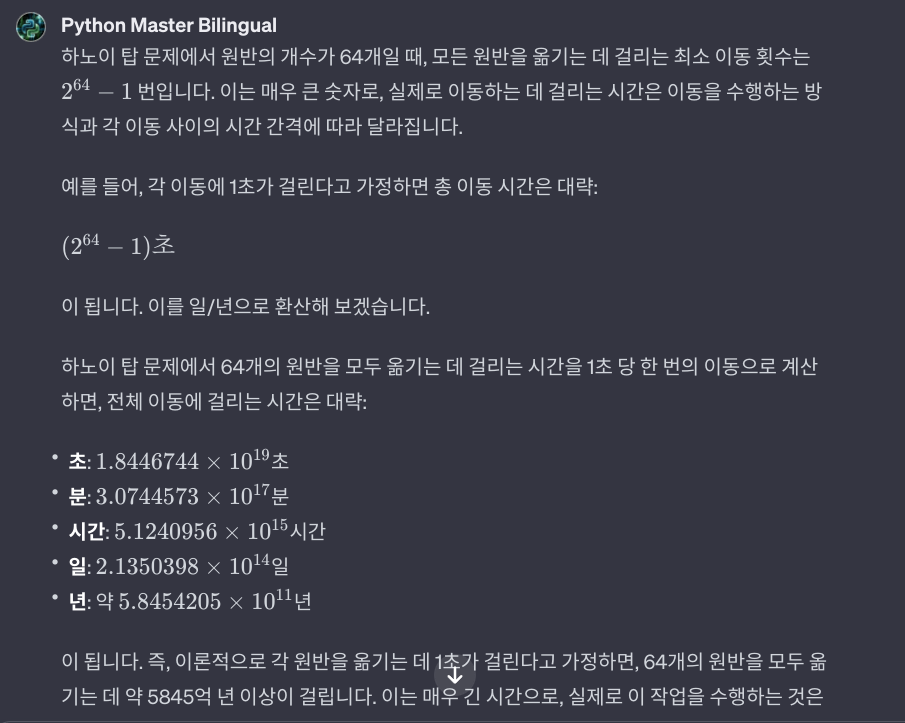 Python Master Bilingual
하노이 탑 문제에서 원반의 개수가 64개일 때, 모든 원반을 옮기는 데 걸리는 최소 이동 횟수는
2^64 − 1 번입니다. 이는 매우 큰 숫자로, 실제로 이동하는 데 걸리는 시간은 이동을 수행하는 방
식과 각 이동 사이의 시간 간격에 따라 달라집니다.
예를 들어, 각 이동에 1초가 걸린다고 가정하면 총 이동 시간은 대략:
(2^64 − 1)초
이 됩니다. 이를 일/년으로 환산해 보겠습니다.
하노이 탑 문제에서 64개의 원반을 모두 옮기는 데 걸리는 시간을 1초 당 한 번의 이동으로 계산
하면, 전체 이동에 걸리는 시간은 대략:
• 초: 1.8446744 × 10^19초
• 분: 3.0744573 × 10^17분
• 시간: 5.1240956 × 10^15시간
• 일: 2.1350398 × 10^14일
• 년: 약 5.8454205 × 10^11년
이 됩니다. 즉, 이론적으로 각 원반을 옮기는 데 1초가 걸린다고 가정하면, 64개의 원반을 모두 옮
기는 데 약 5845억 년 이상이 걸립니다. 이는 매우 긴 시간으로, 실제로 이 작업을 수행하는 것은